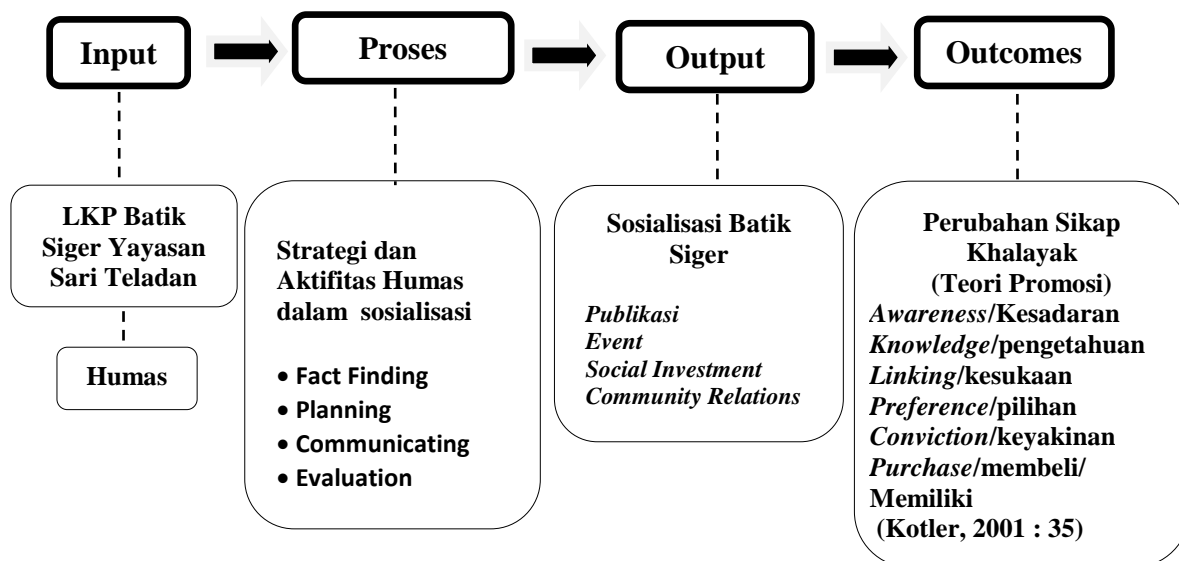 Input
Proses
Output
Outcomes
LKP Batik
Siger Yayasan
Sari Teladan
Humas
Strategi dan
Aktifitas Humas
dalam sosialisasi
• Fact Finding
• Planning
• Communicating
• Evaluation
Sosialisasi Batik
Siger
Publikasi
Event
Social Investment
Community Relations
Perubahan Sikap
Khalayak
(Teori Promosi)
Awareness/Kesadaran
Knowledge/pengetahuan
Linking/kesukaan
Preference/pilihan
Conviction/keyakinan
Purchase/membeli/
Memiliki
(Kotler, 2001 : 35)